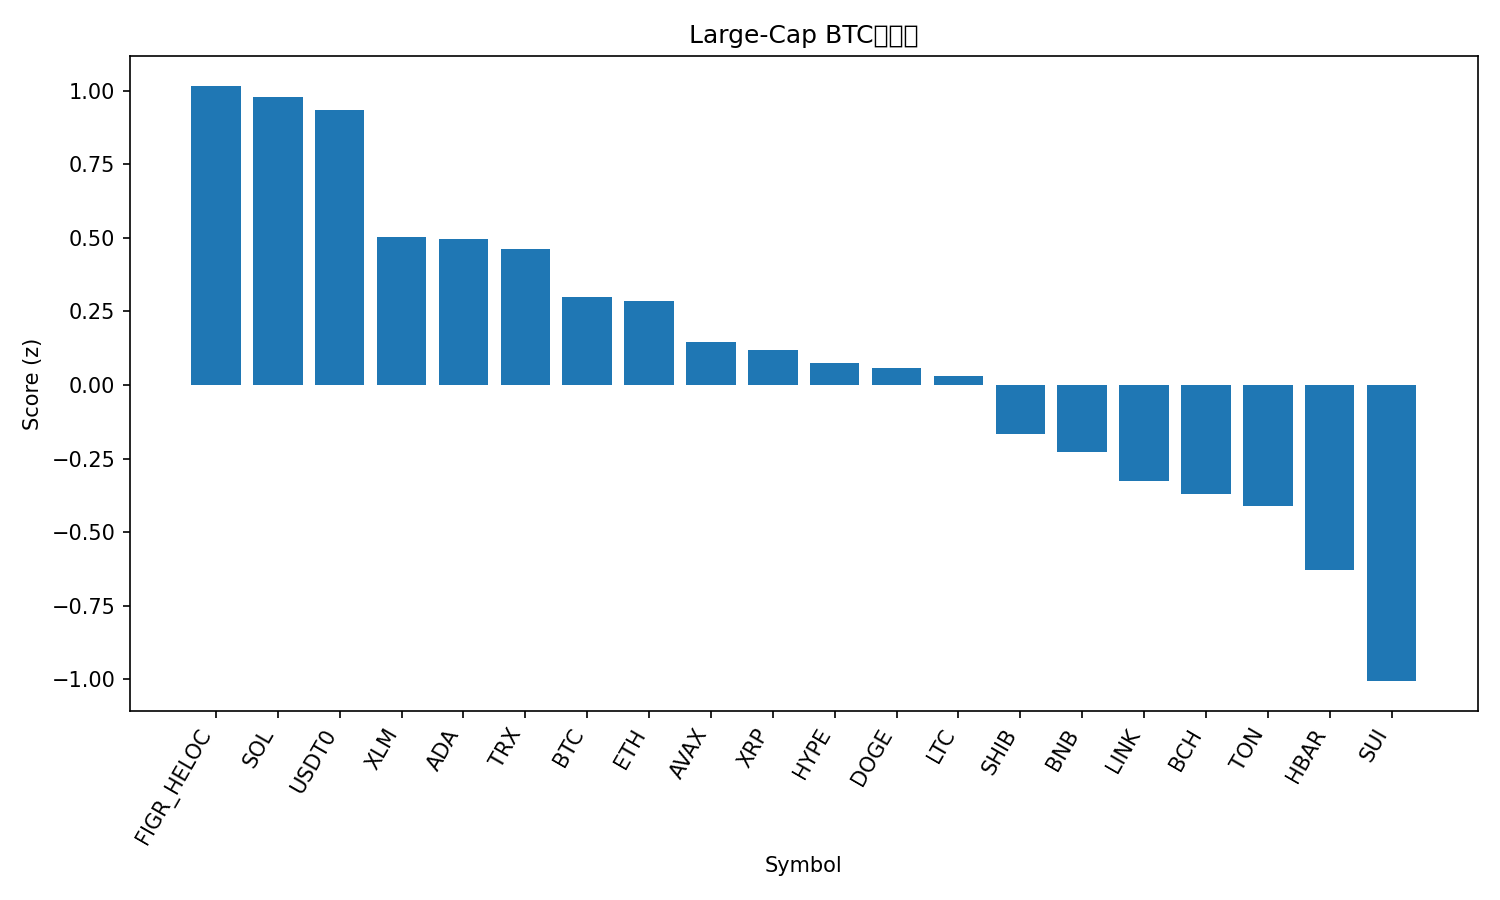 Large-Cap BTC
1.00
0.75
0.50
0.25
0.00
−0.25
−0.50
−0.75
−1.00
Score (z)
FIGR_HELOC
SOL
USDT0
XLM
ADA
TRX
BTC
ETH
AVAX
XRP
HYPE
DOGE
LTC
SHIB
BNB
LINK
BCH
TON
HBAR
SUI
Symbol